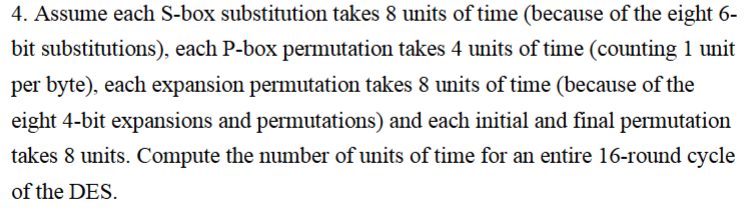 4. Assume each S-box substitution takes 8 units of time (because of the eight 6-
bit substitutions), each P-box permutation takes 4 units of time (counting 1 unit
per byte), each expansion permutation takes 8 units of time (because of the
eight 4-bit expansions and permutations) and each initial and final permutation
takes 8 units. Compute the number of units of time for an entire 16-round cycle
of the DES.